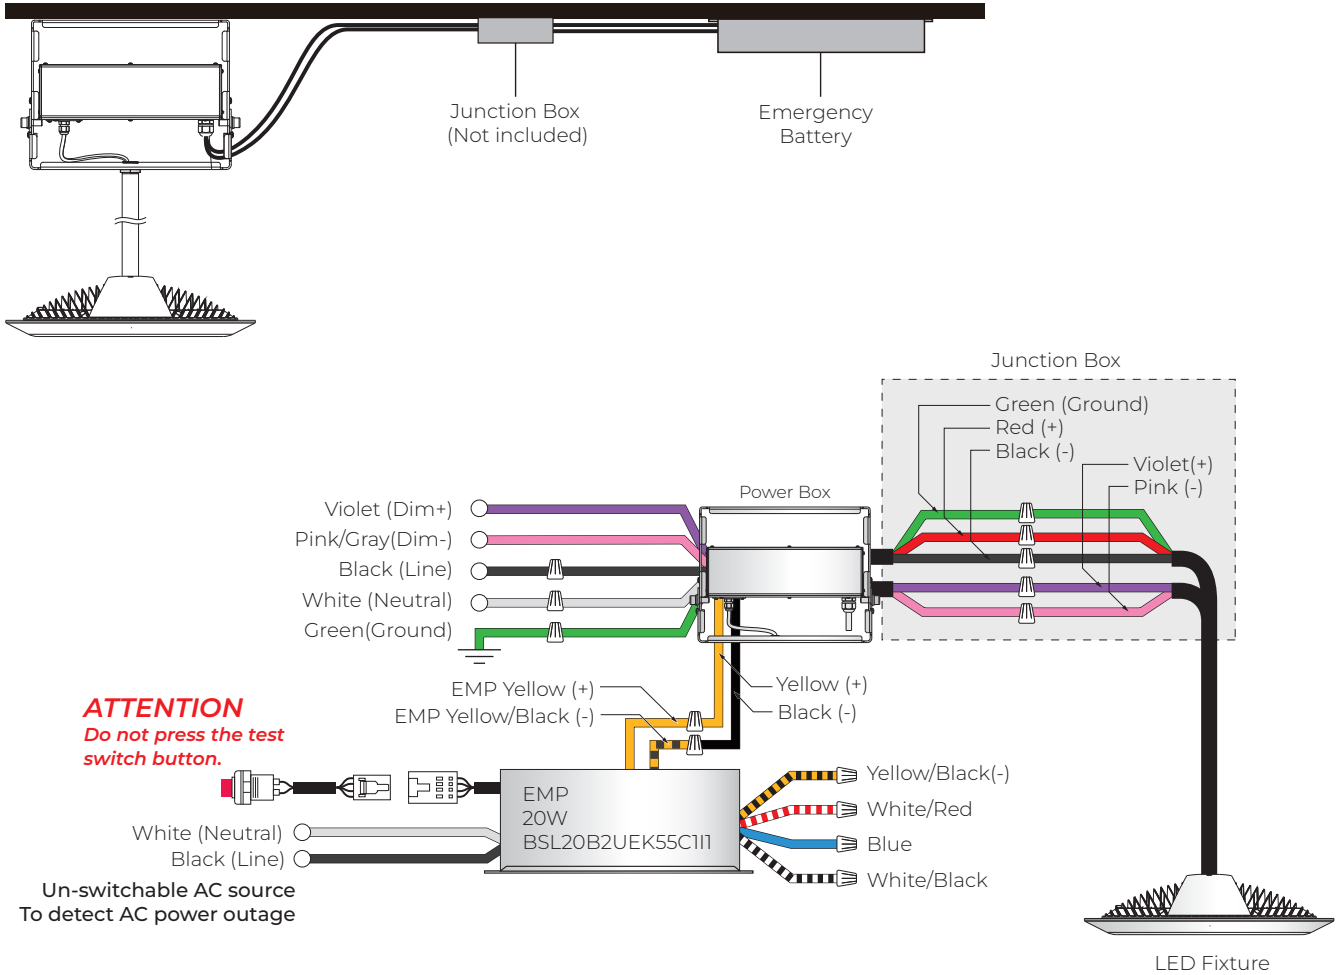 Junction Box
(Not included)
Emergency
Battery
Junction Box
Green (Ground)
Red (+)
Black (-)
Violet(+)
Pink (-)
Power Box
Violet (Dim+)
Pink/Gray(Dim-)
Black (Line)
White (Neutral)
Green(Ground)
EMP Yellow (+)
EMP Yellow/Black (-)
Yellow (+)
Black (-)
ATTENTION
Do not press the test
switch button.
EMP
20W
BSL20B2UEK55C1I1
Yellow/Black(-)
White/Red
Blue
White/Black
White (Neutral)
Black (Line)
Un-switchable AC source
To detect AC power outage
LED Fixture